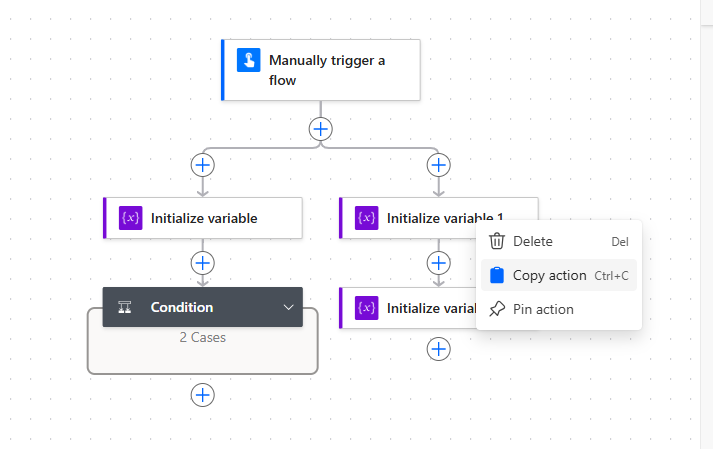 Manually trigger a
flow
{x} Initialize variable
{x} Initialize variable 1
Delete Del
Copy action Ctrl+C
Condition
{x} Initialize
Pin action
2 Cases